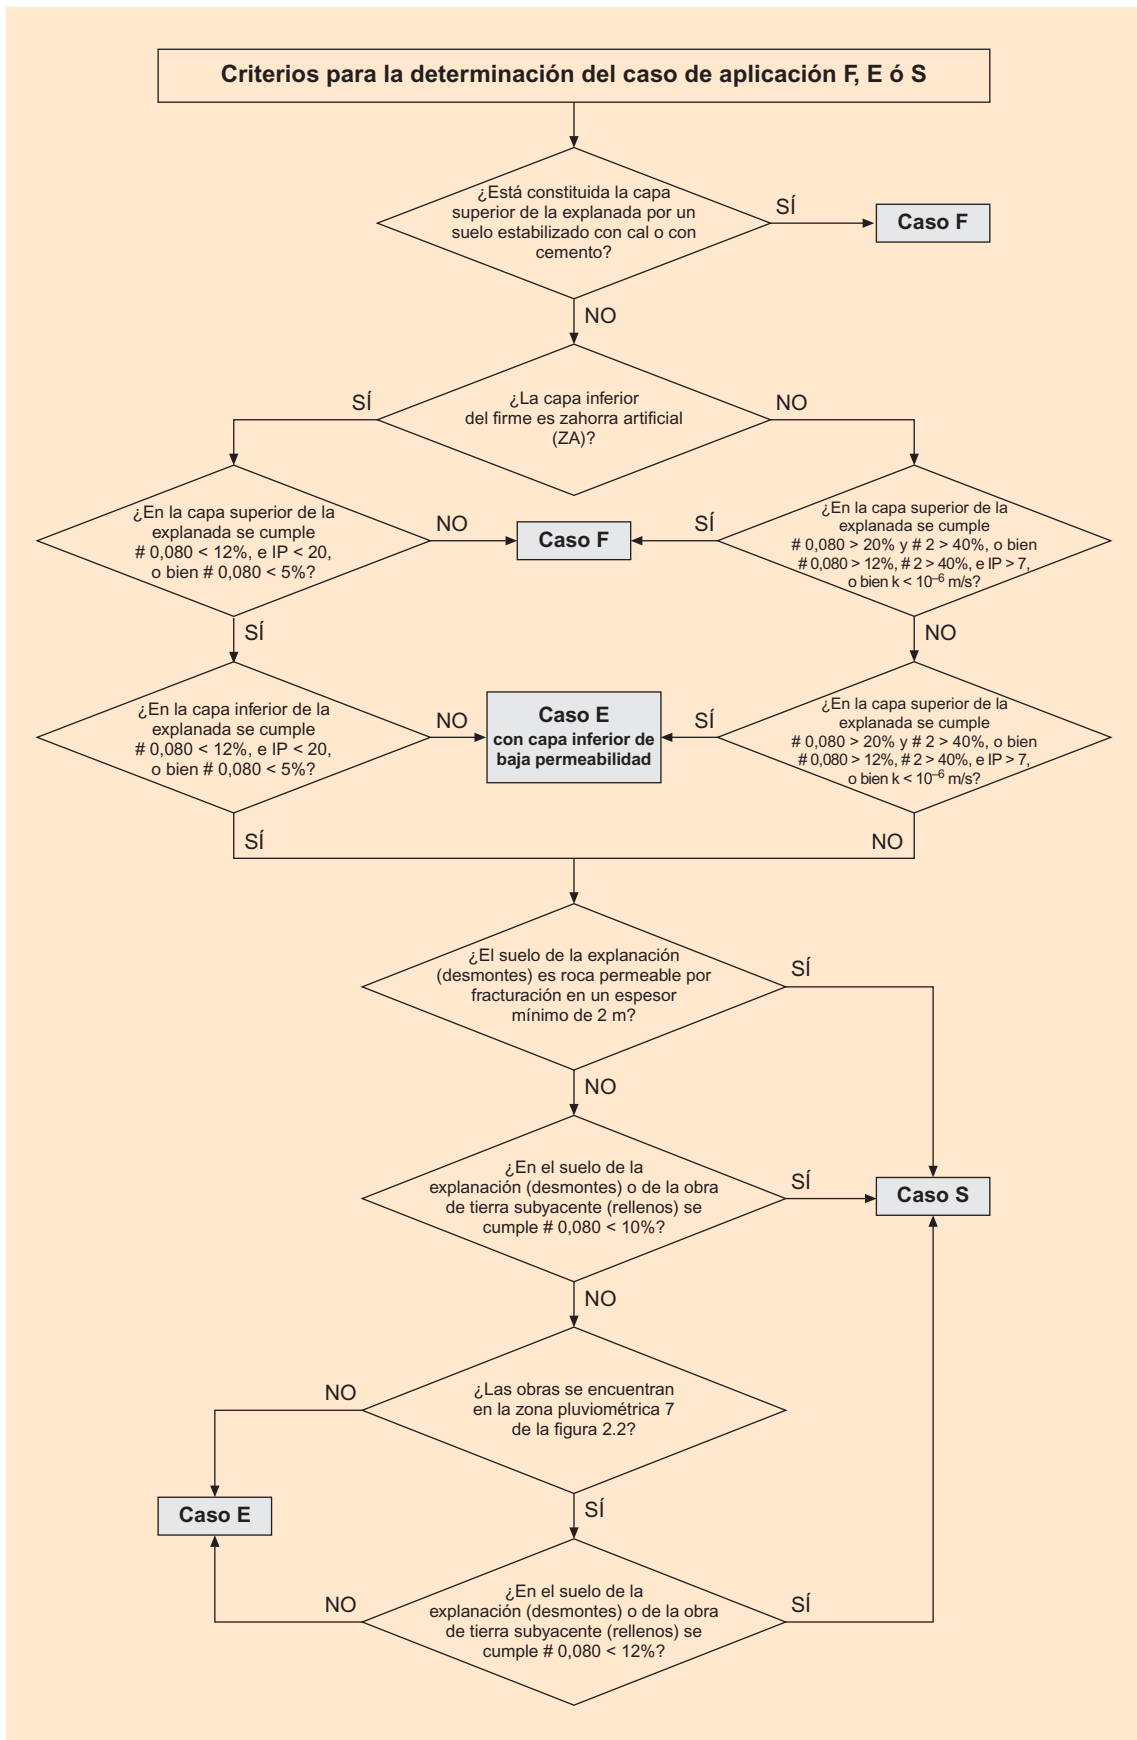 Criterios para la determinación del caso de aplicación F, E ó S
¿Está constituida la capa
superior de la explanada por un
suelo estabilizado con cal o con
cemento?
SÍ
Caso F
NO
¿La capa inferior
del firme es zahorra artificial
(ZA)?
SÍ
NO
¿En la capa superior de la
explanada se cumple
# 0,080 < 12%, e IP < 20,
o bien # 0,080 < 5%?
NO
Caso F
SÍ
¿En la capa superior de la
explanada se cumple
# 0,080 > 20% y # 2 > 40%, o bien
# 0,080 > 12%, # 2 > 40%, e IP > 7,
o bien k < 10⁻⁶ m/s?
SÍ
NO
¿En la capa inferior de la
explanada se cumple
# 0,080 < 12%, e IP < 20,
o bien # 0,080 < 5%?
NO
Caso E
con capa inferior de
baja permeabilidad
SÍ
¿En la capa superior de la
explanada se cumple
# 0,080 > 20% y # 2 > 40%, o bien
# 0,080 > 12%, # 2 > 40%, e IP > 7,
o bien k < 10⁻⁶ m/s?
SÍ
NO
¿El suelo de la explanación
(desmontes) es roca permeable por
fracturación en un espesor
mínimo de 2 m?
SÍ
NO
¿En el suelo de la
explanación (desmontes) o de la obra
de tierra subyacente (rellenos) se
cumple # 0,080 < 10%?
SÍ
Caso S
NO
¿Las obras se encuentran
en la zona pluviométrica 7
de la figura 2.2?
NO
Caso E
SÍ
¿En el suelo de la
explanación (desmontes) o de la obra
de tierra subyacente (rellenos) se
cumple # 0,080 < 12%?
NO
SÍ